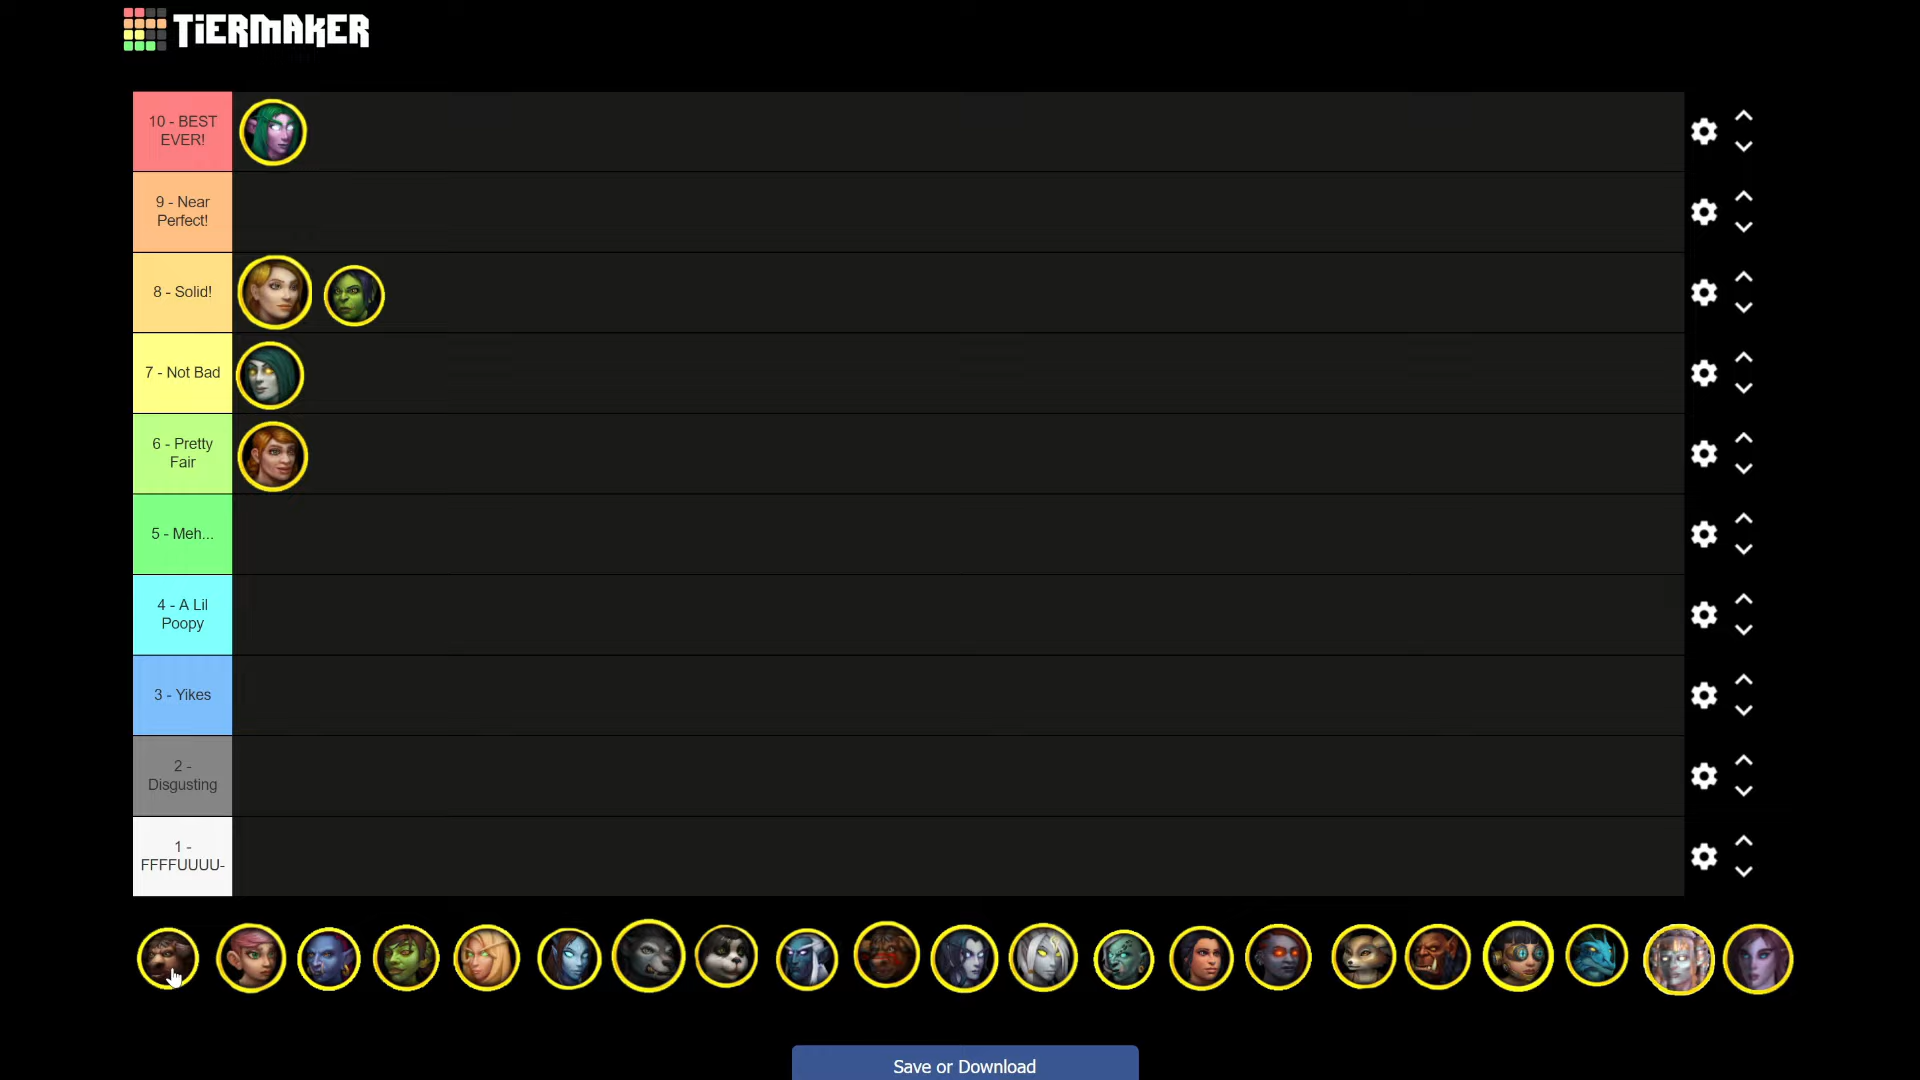 TiERMAKER
10 - BEST
EVER!
9 - Near
Perfect!
8 - Solid!
7 - Not Bad
6 - Pretty
Fair
5 - Meh...
4 - A Lil
Poopy
3 - Yikes
2 -
Disgusting
1 -
FFFFUUUU-
Save or Download